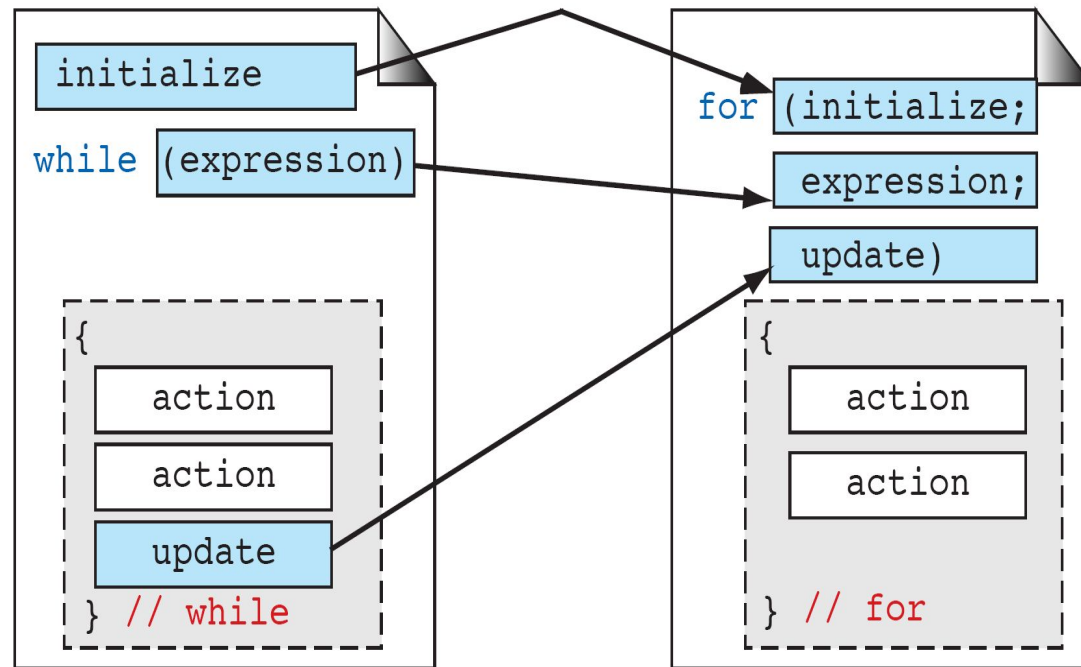 initialize
while (expression)
{
action
action
update
} // while
for (initialize;
expression;
update)
{
action
action
} // for